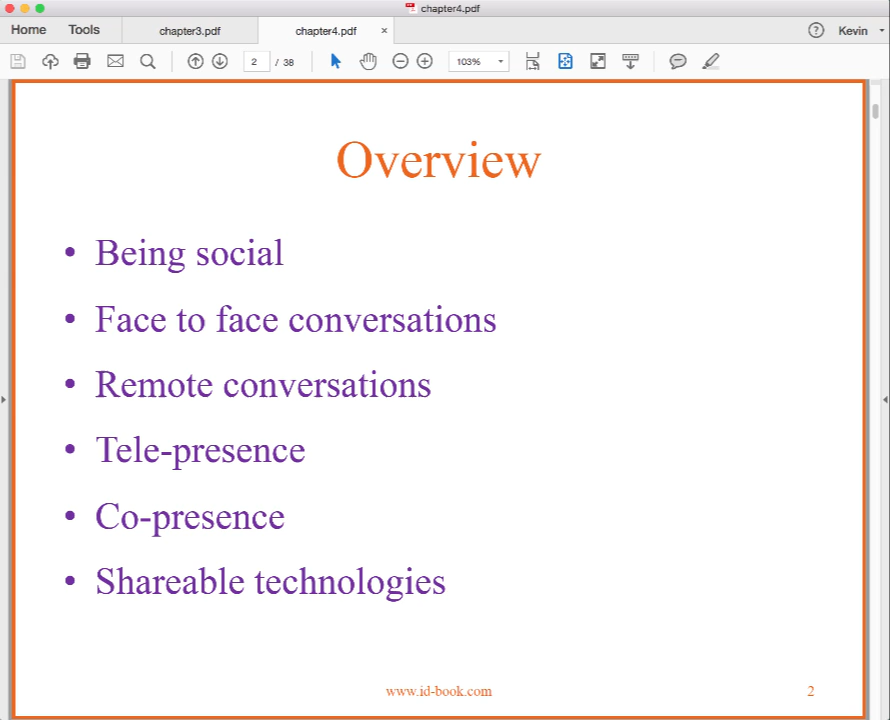 chapter4.pdf
Home Tools chapter3.pdf chapter4.pdf × ? Kevin
2 / 38 103%
Overview
• Being social
• Face to face conversations
• Remote conversations
• Tele-presence
• Co-presence
• Shareable technologies
www.id-book.com 2